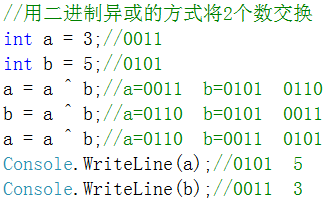 //用二进制异或的方式将2个数交换
int a = 3;//0011
int b = 5;//0101
a = a ^ b;//a=0011  b=0101  0110
b = a ^ b;//a=0110  b=0101  0011
a = a ^ b;//a=0110  b=0011  0101
Console.WriteLine(a);//0101  5
Console.WriteLine(b);//0011  3